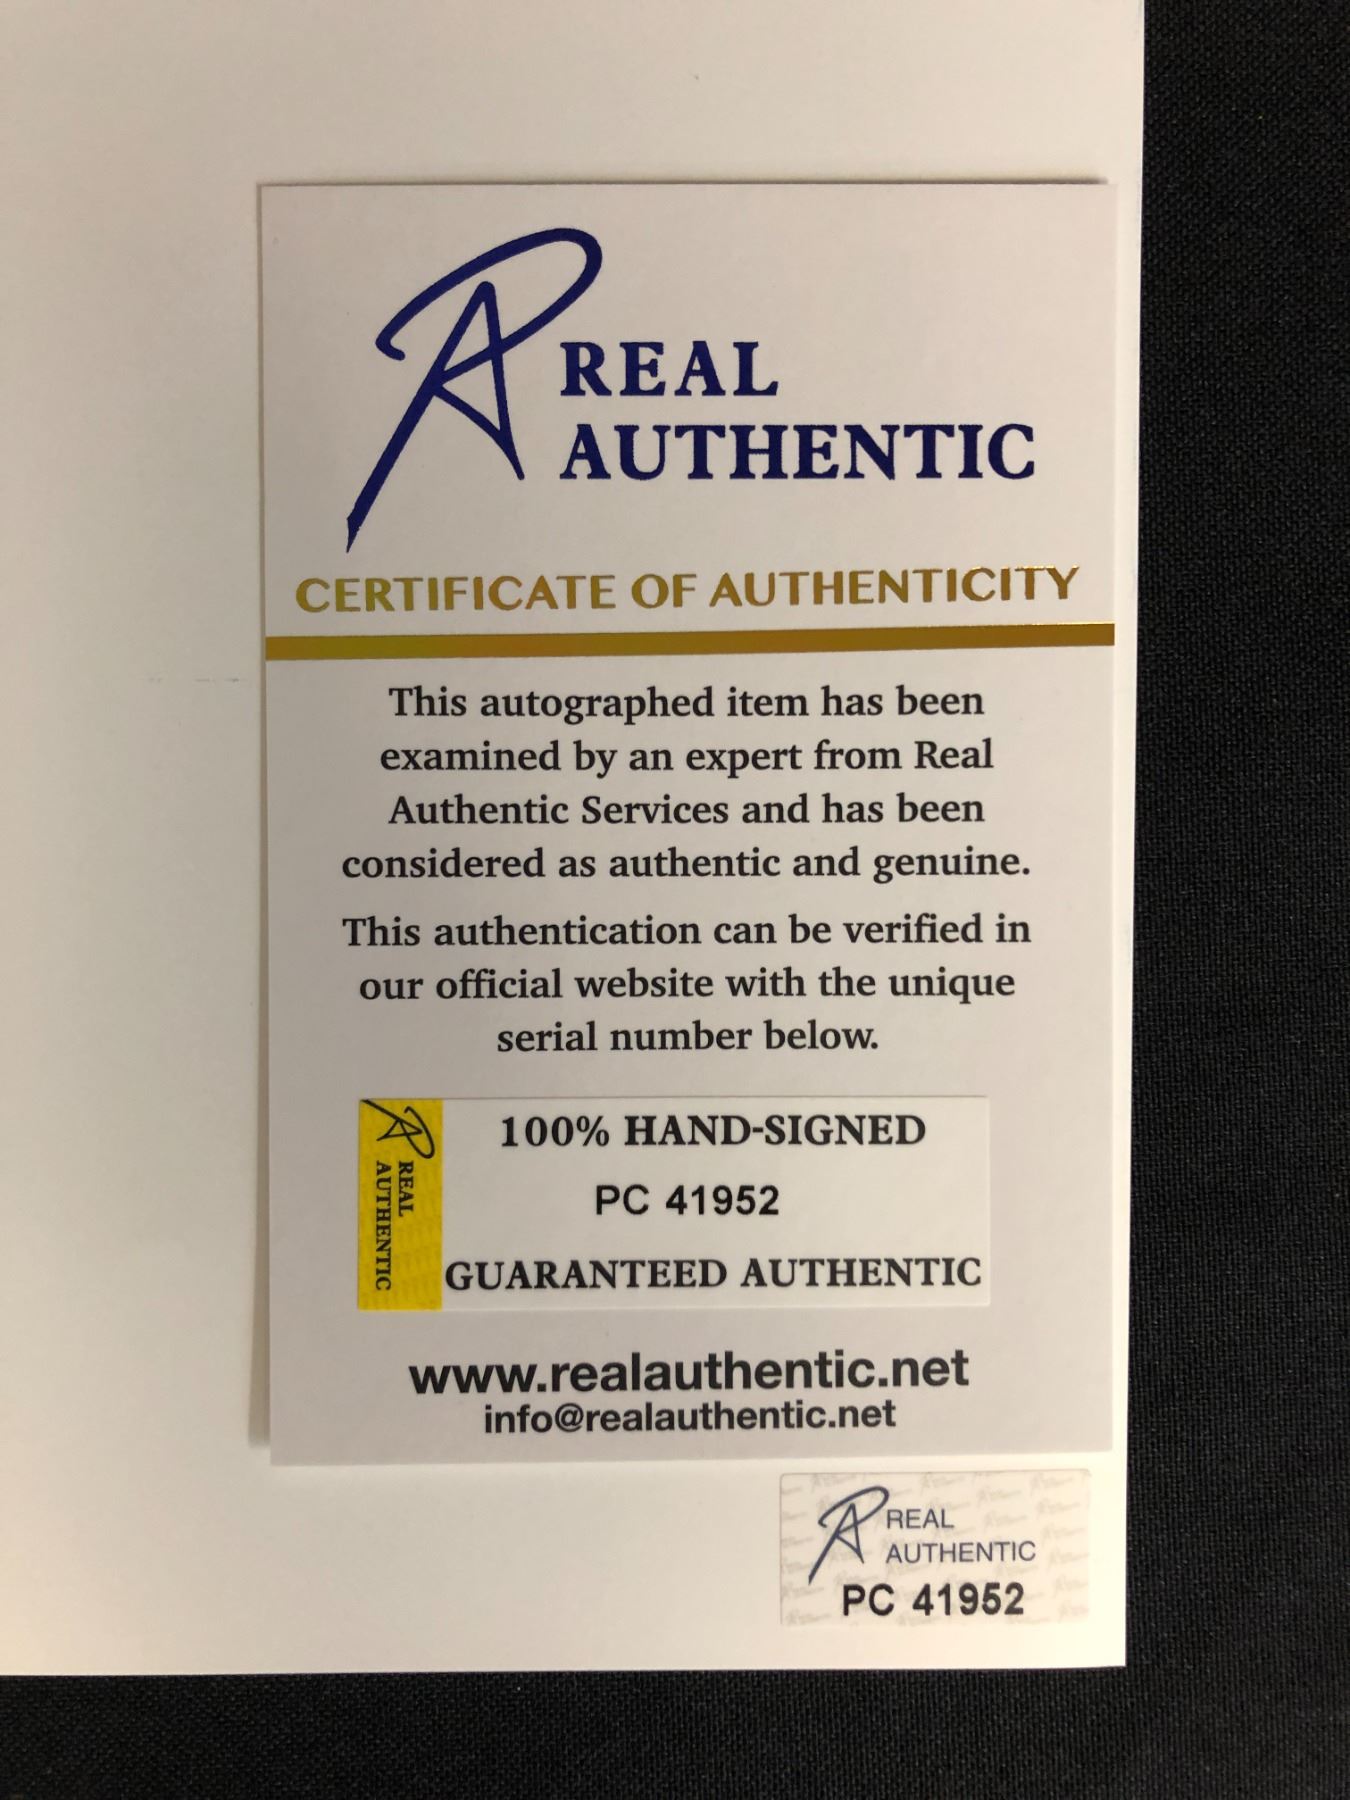 REAL
AUTHENTIC
CERTIFICATE OF AUTHENTICITY
This autographed item has been
examined by an expert from Real
Authentic Services and has been
considered as authentic and genuine.
This authentication can be verified in
our official website with the unique
serial number below.
REAL
AUTHENTIC
100% HAND-SIGNED
PC 41952
GUARANTEED AUTHENTIC
www.realauthentic.net
info@realauthentic.net
REAL
AUTHENTIC
PC 41952